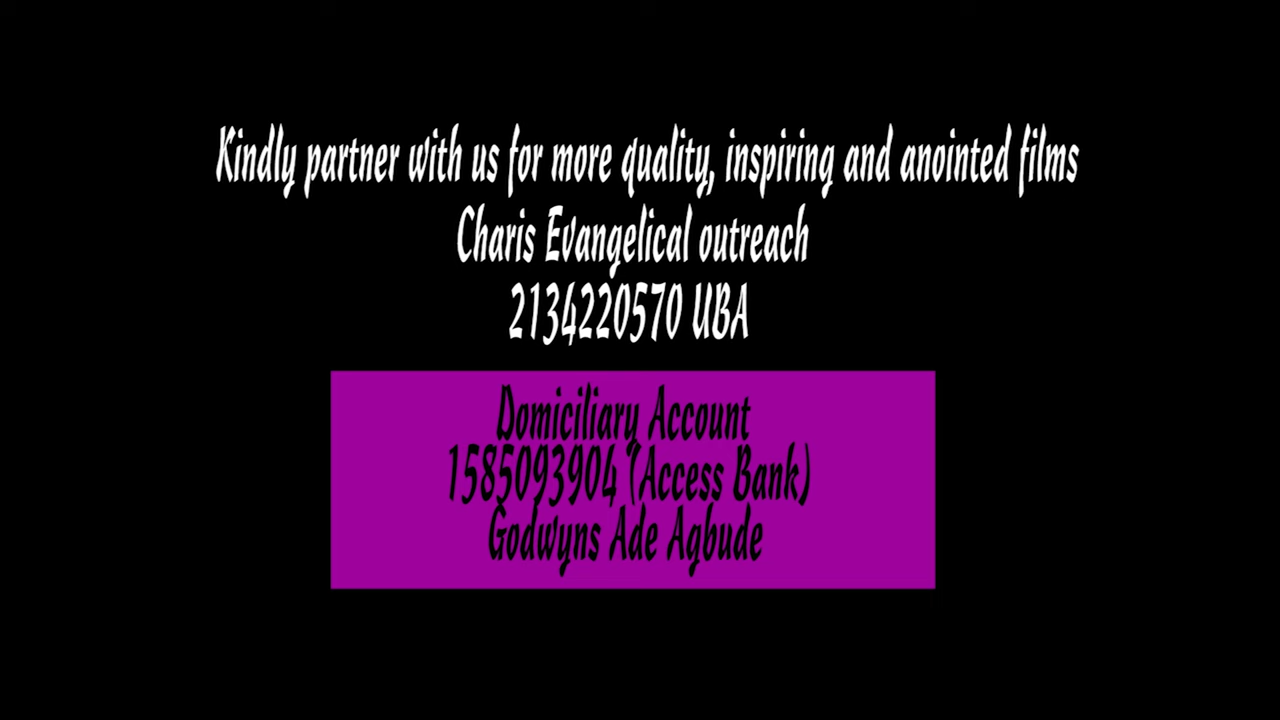 Kindly partner with us for more quality, inspiring and anointed films
Charis Evangelical outreach
2134220570 UBA
Domiciliary Account
1585093904 (Access Bank)
Godwyns Ade Agbude